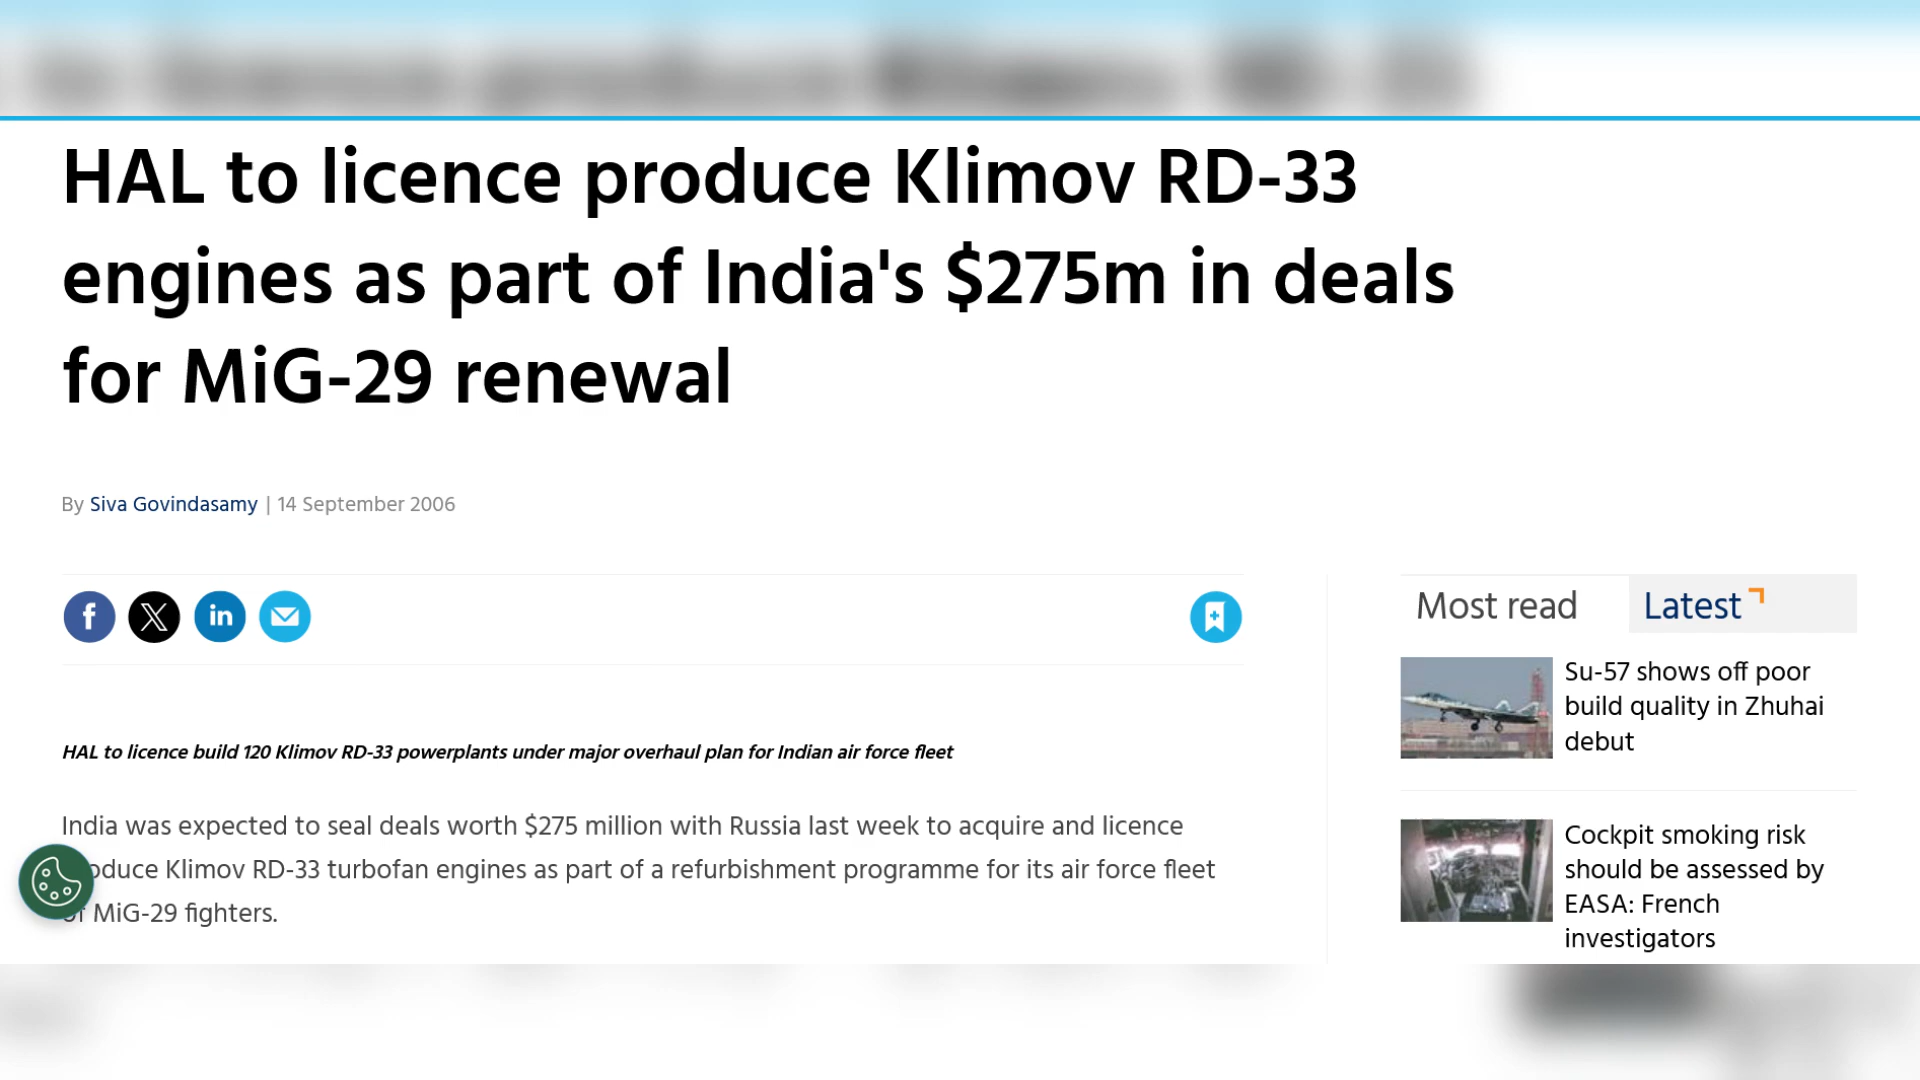 HAL to licence produce Klimov RD-33
engines as part of India's $275m in deals
for MiG-29 renewal
By Siva Govindasamy | 14 September 2006
Most read
Latest
Su-57 shows off poor
build quality in Zhuhai
debut
HAL to licence build 120 Klimov RD-33 powerplants under major overhaul plan for Indian air force fleet
India was expected to seal deals worth $275 million with Russia last week to acquire and licence
oduce Klimov RD-33 turbofan engines as part of a refurbishment programme for its air force fleet
of MiG-29 fighters.
Cockpit smoking risk
should be assessed by
EASA: French
investigators